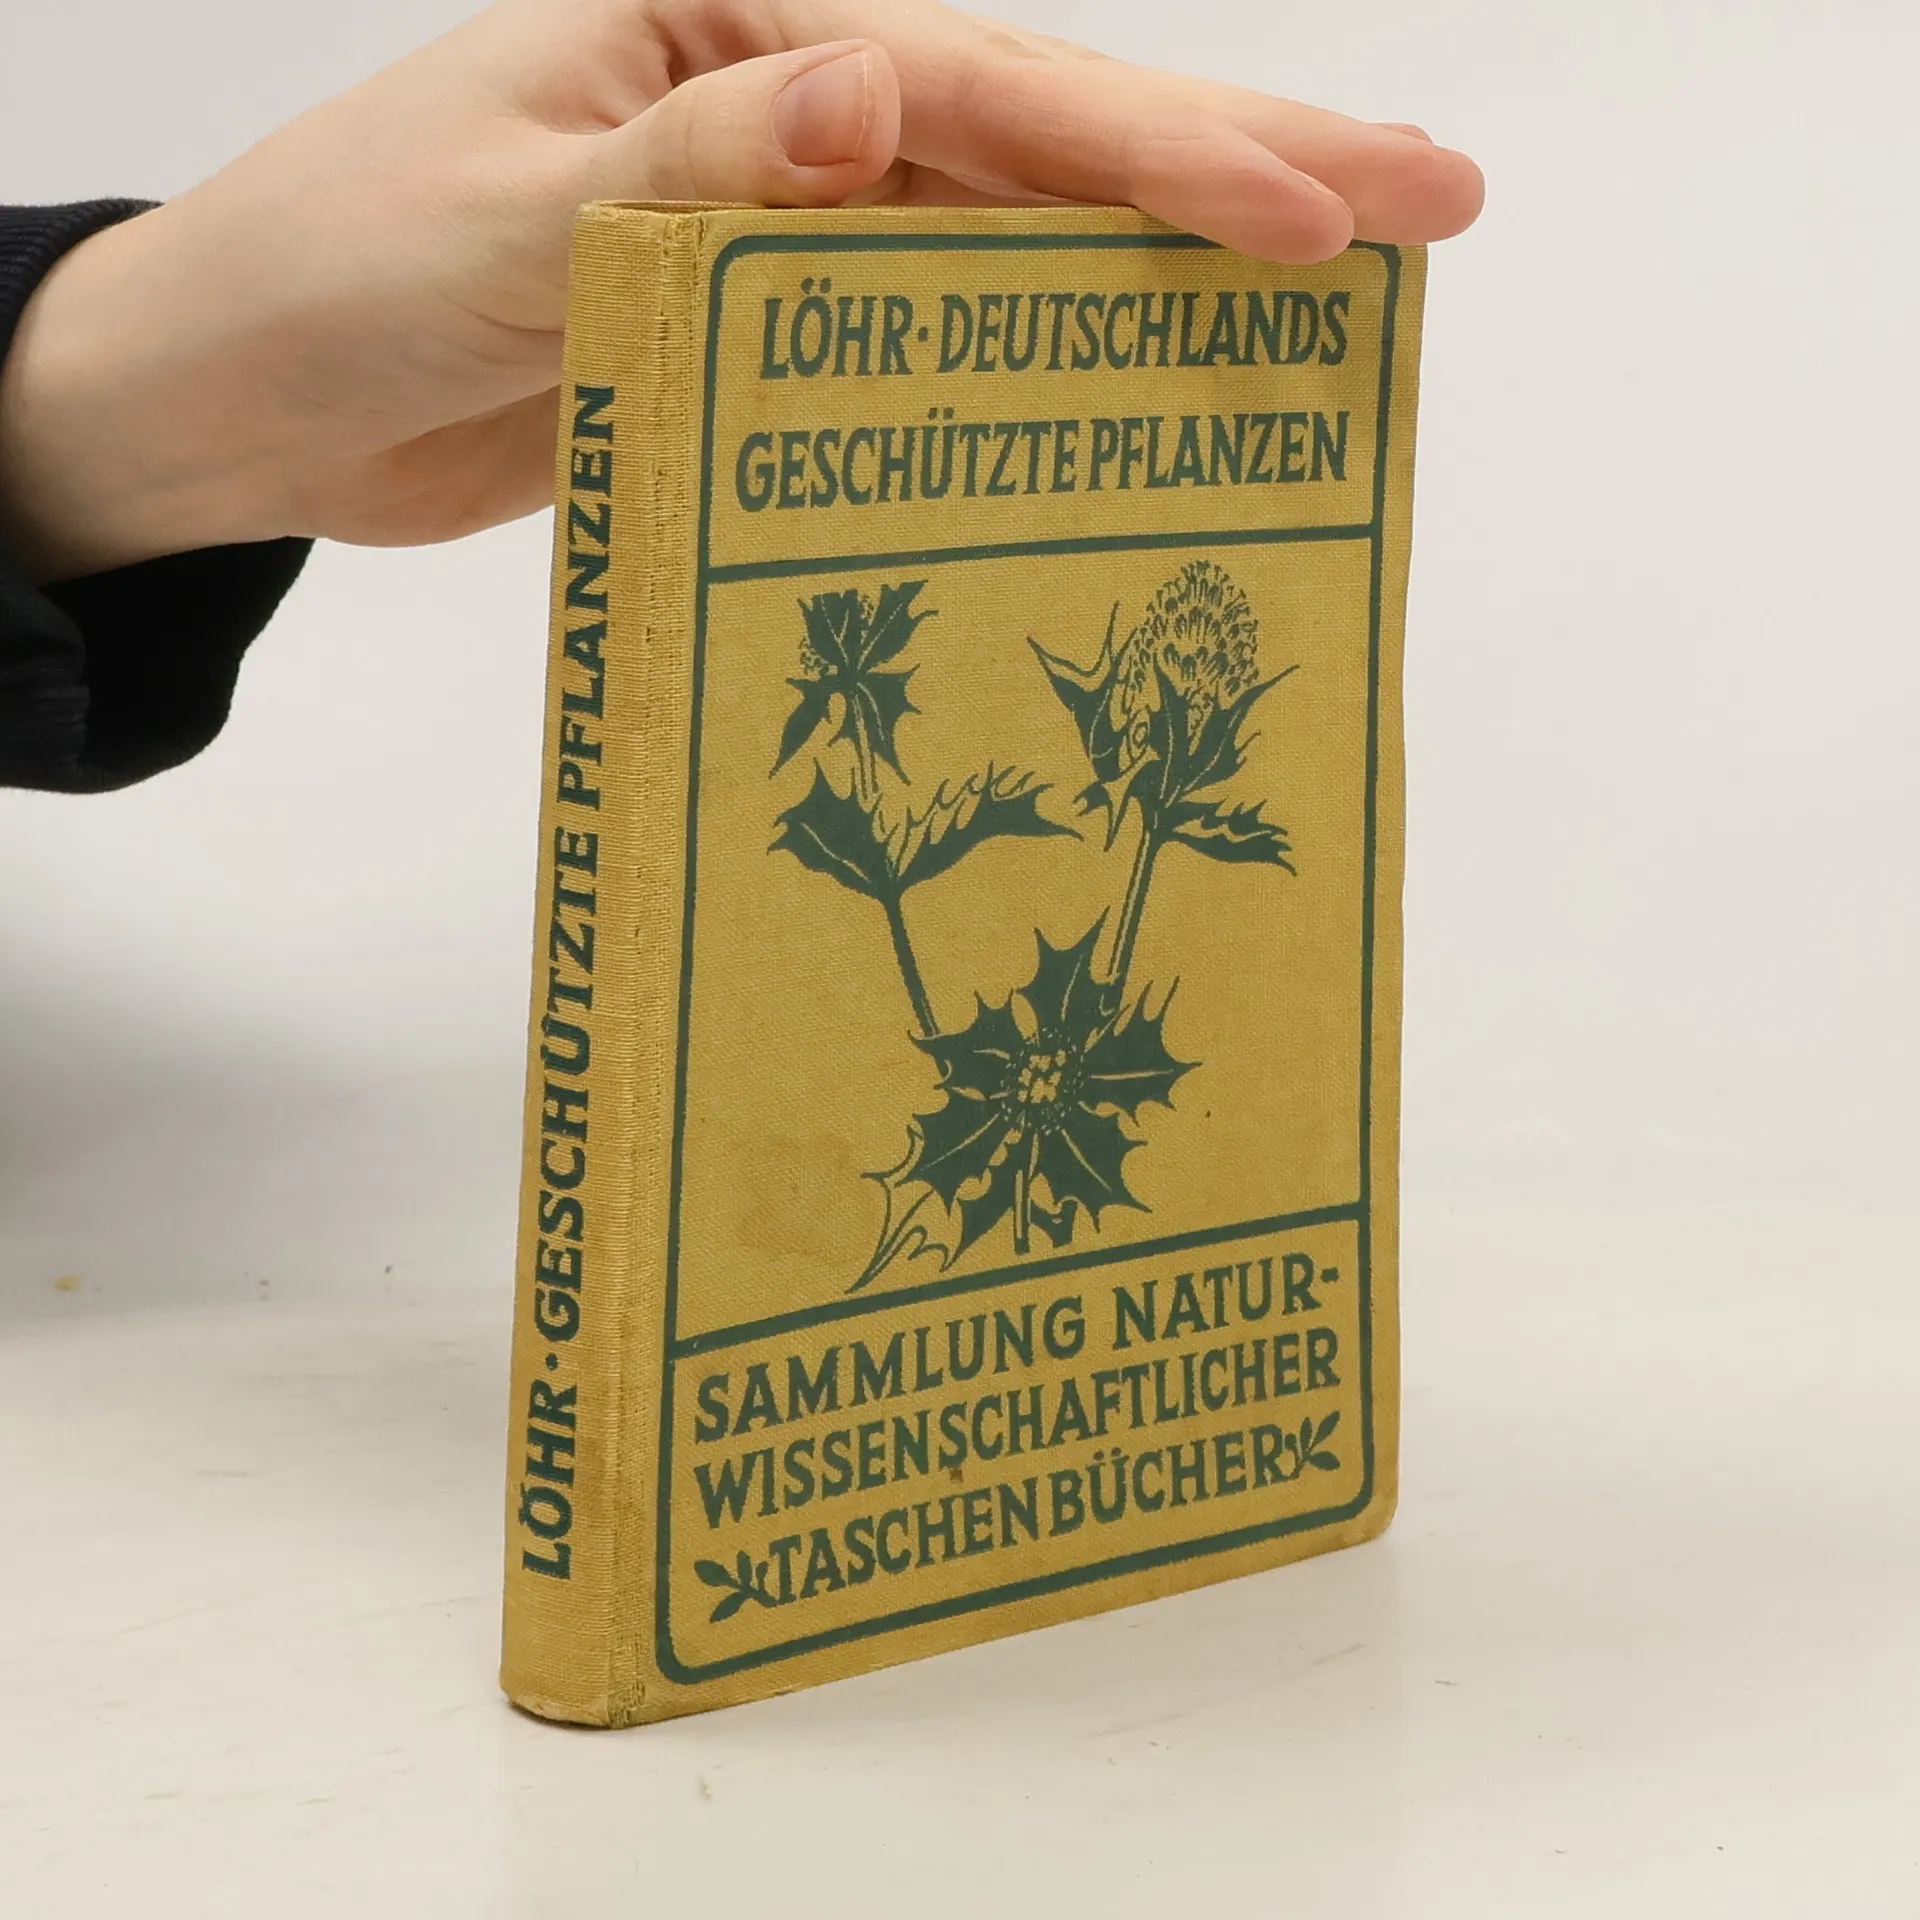 LÖHR · GESCHÜTZTE PFLANZEN
LÖHR · DEUTSCHLANDS
GESCHÜTZTE PFLANZEN
SAMMLUNG NATUR-
WISSENSCHAFTLICHER
TASCHENBÜCHER